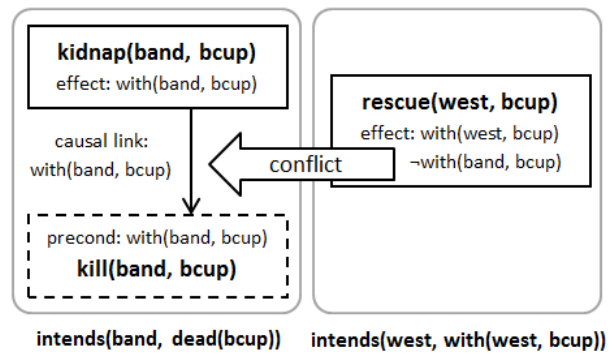 kidnap(band, bcup)
effect: with(band, bcup)
causal link:
with(band, bcup)
precond: with(band, bcup)
kill(band, bcup)
conflict
rescue(west, bcup)
effect: with(west, bcup)
¬with(band, bcup)
intends(band, dead(bcup))
intends(west, with(west, bcup))